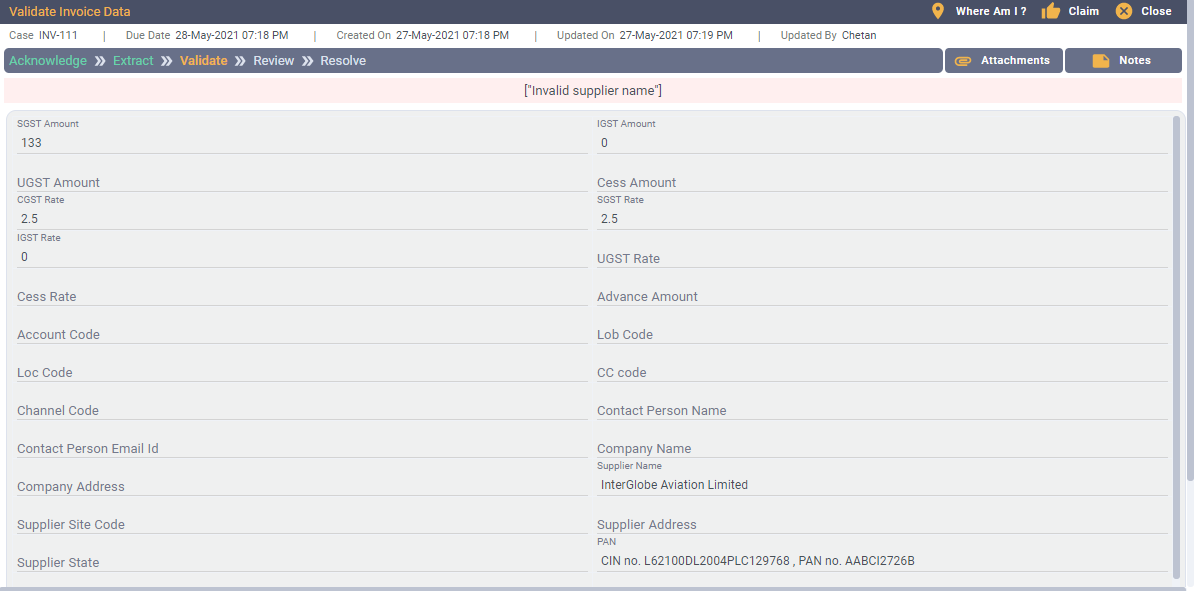 Validate Invoice Data Where Am I ? Claim Close
Case INV-111 | Due Date 28-May-2021 07:18 PM | Created On 27-May-2021 07:18 PM | Updated On 27-May-2021 07:19 PM | Updated By Chetan
Acknowledge » Extract » Validate » Review » Resolve Attachments Notes
["Invalid supplier name"]
SGST Amount IGST Amount
133 0
UGST Amount Cess Amount
CGST Rate SGST Rate
2.5 2.5
IGST Rate
0 UGST Rate
Cess Rate Advance Amount
Account Code Lob Code
Loc Code CC code
Channel Code Contact Person Name
Contact Person Email Id Company Name
Supplier Name
Company Address InterGlobe Aviation Limited
Supplier Site Code Supplier Address
PAN
Supplier State CIN no. L62100DL2004PLC129768 , PAN no. AABCI2726B